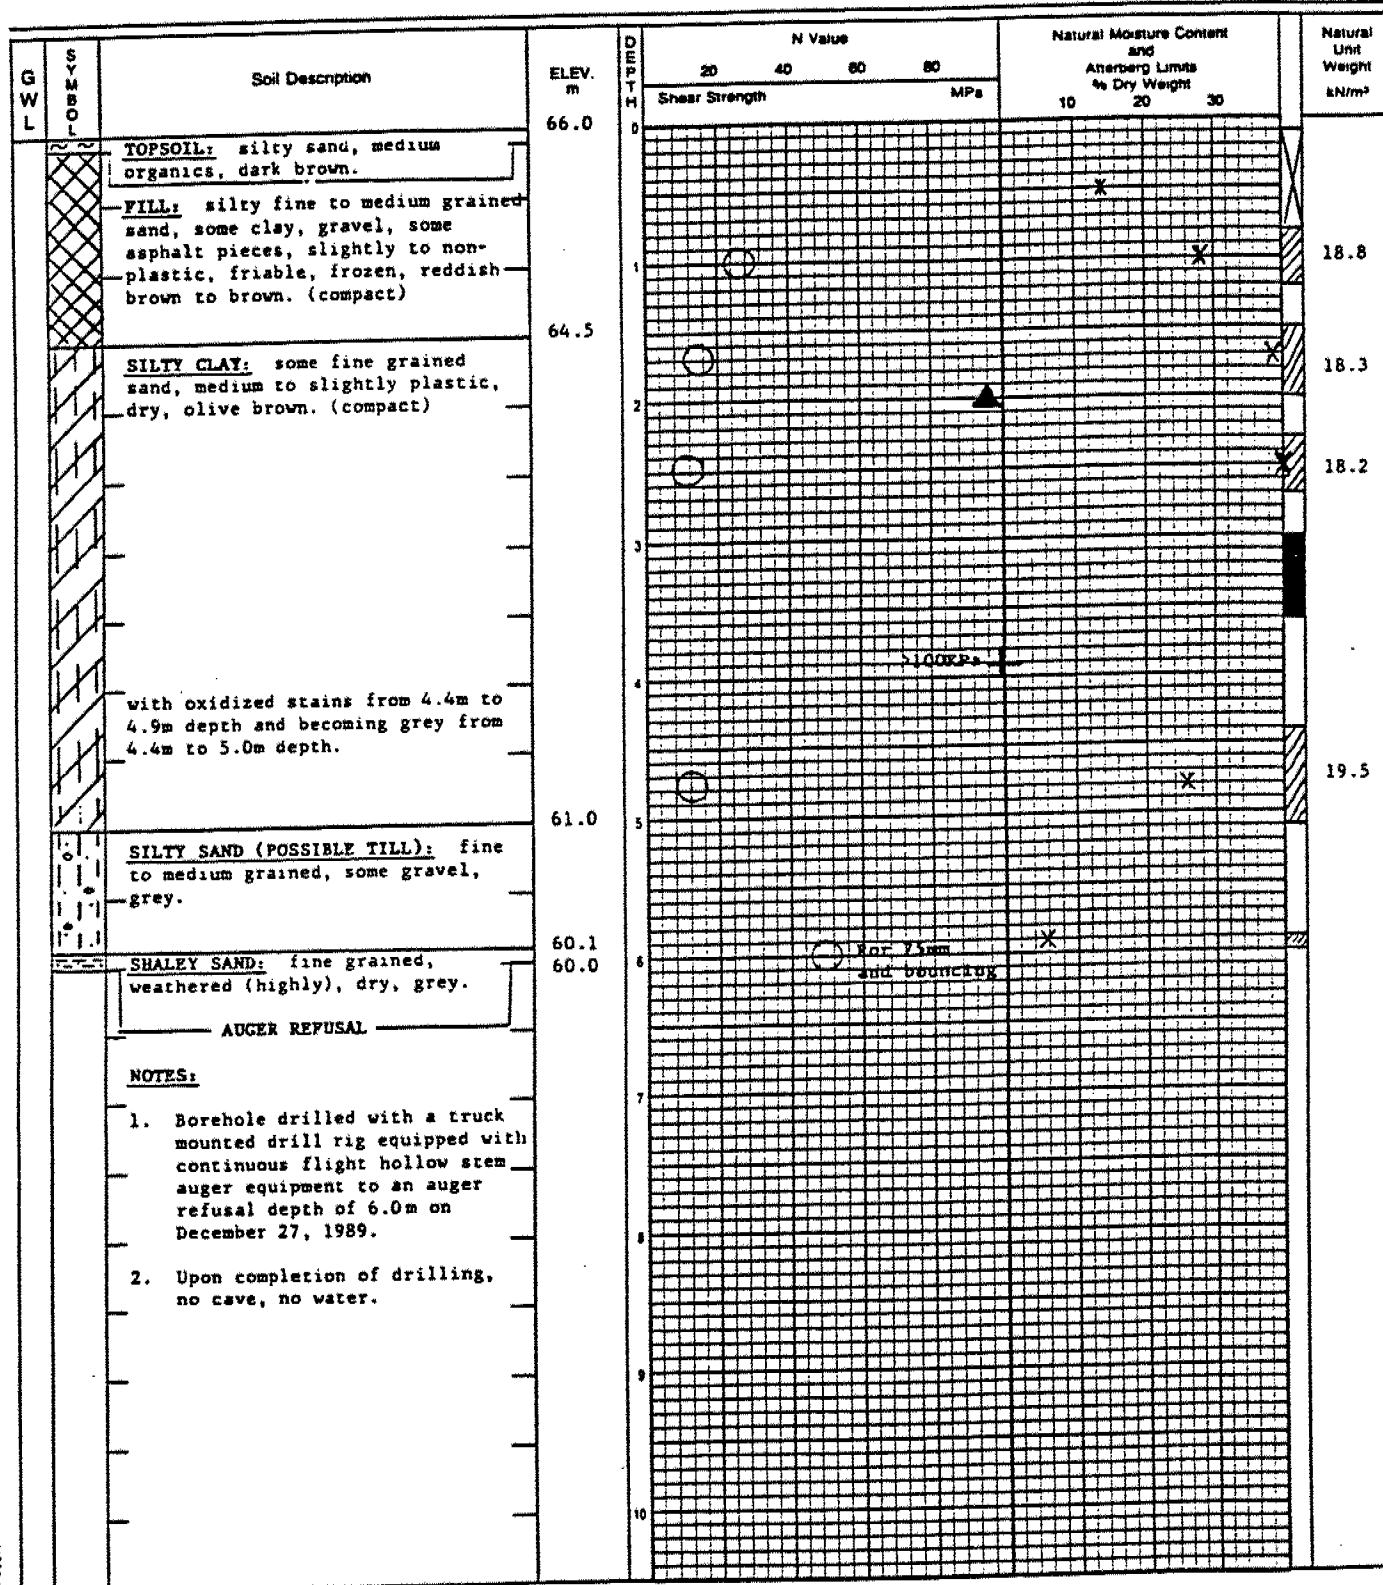 GWL
SYMBOL
Soil Description
ELEV.
m
DEPTH
N Value
20 40 60 80
Shear Strength MPa
Natural Moisture Content
and
Atterberg Limits
% Dry Weight
10 20 30
Natural
Unit
Weight
kN/m³
66.0
0
TOPSOIL: silty sand, medium
organics, dark brown.
FILL: silty fine to medium grained
sand, some clay, gravel, some
asphalt pieces, slightly to non-
plastic, friable, frozen, reddish
brown to brown. (compact)
1
18.8
64.5
SILTY CLAY: some fine grained
sand, medium to slightly plastic,
dry, olive brown. (compact)
18.3
2
18.2
3
>100KPa
4
with oxidized stains from 4.4m to
4.9m depth and becoming grey from
4.4m to 5.0m depth.
19.5
61.0
5
SILTY SAND (POSSIBLE TILL): fine
to medium grained, some gravel,
grey.
60.1
For 75mm
and bouncing
60.0
6
SHALEY SAND: fine grained,
weathered (highly), dry, grey.
AUGER REFUSAL
NOTES:
7
1. Borehole drilled with a truck
mounted drill rig equipped with
continuous flight hollow stem
auger equipment to an auger
refusal depth of 6.0m on
December 27, 1989.
8
2. Upon completion of drilling,
no cave, no water.
9
10